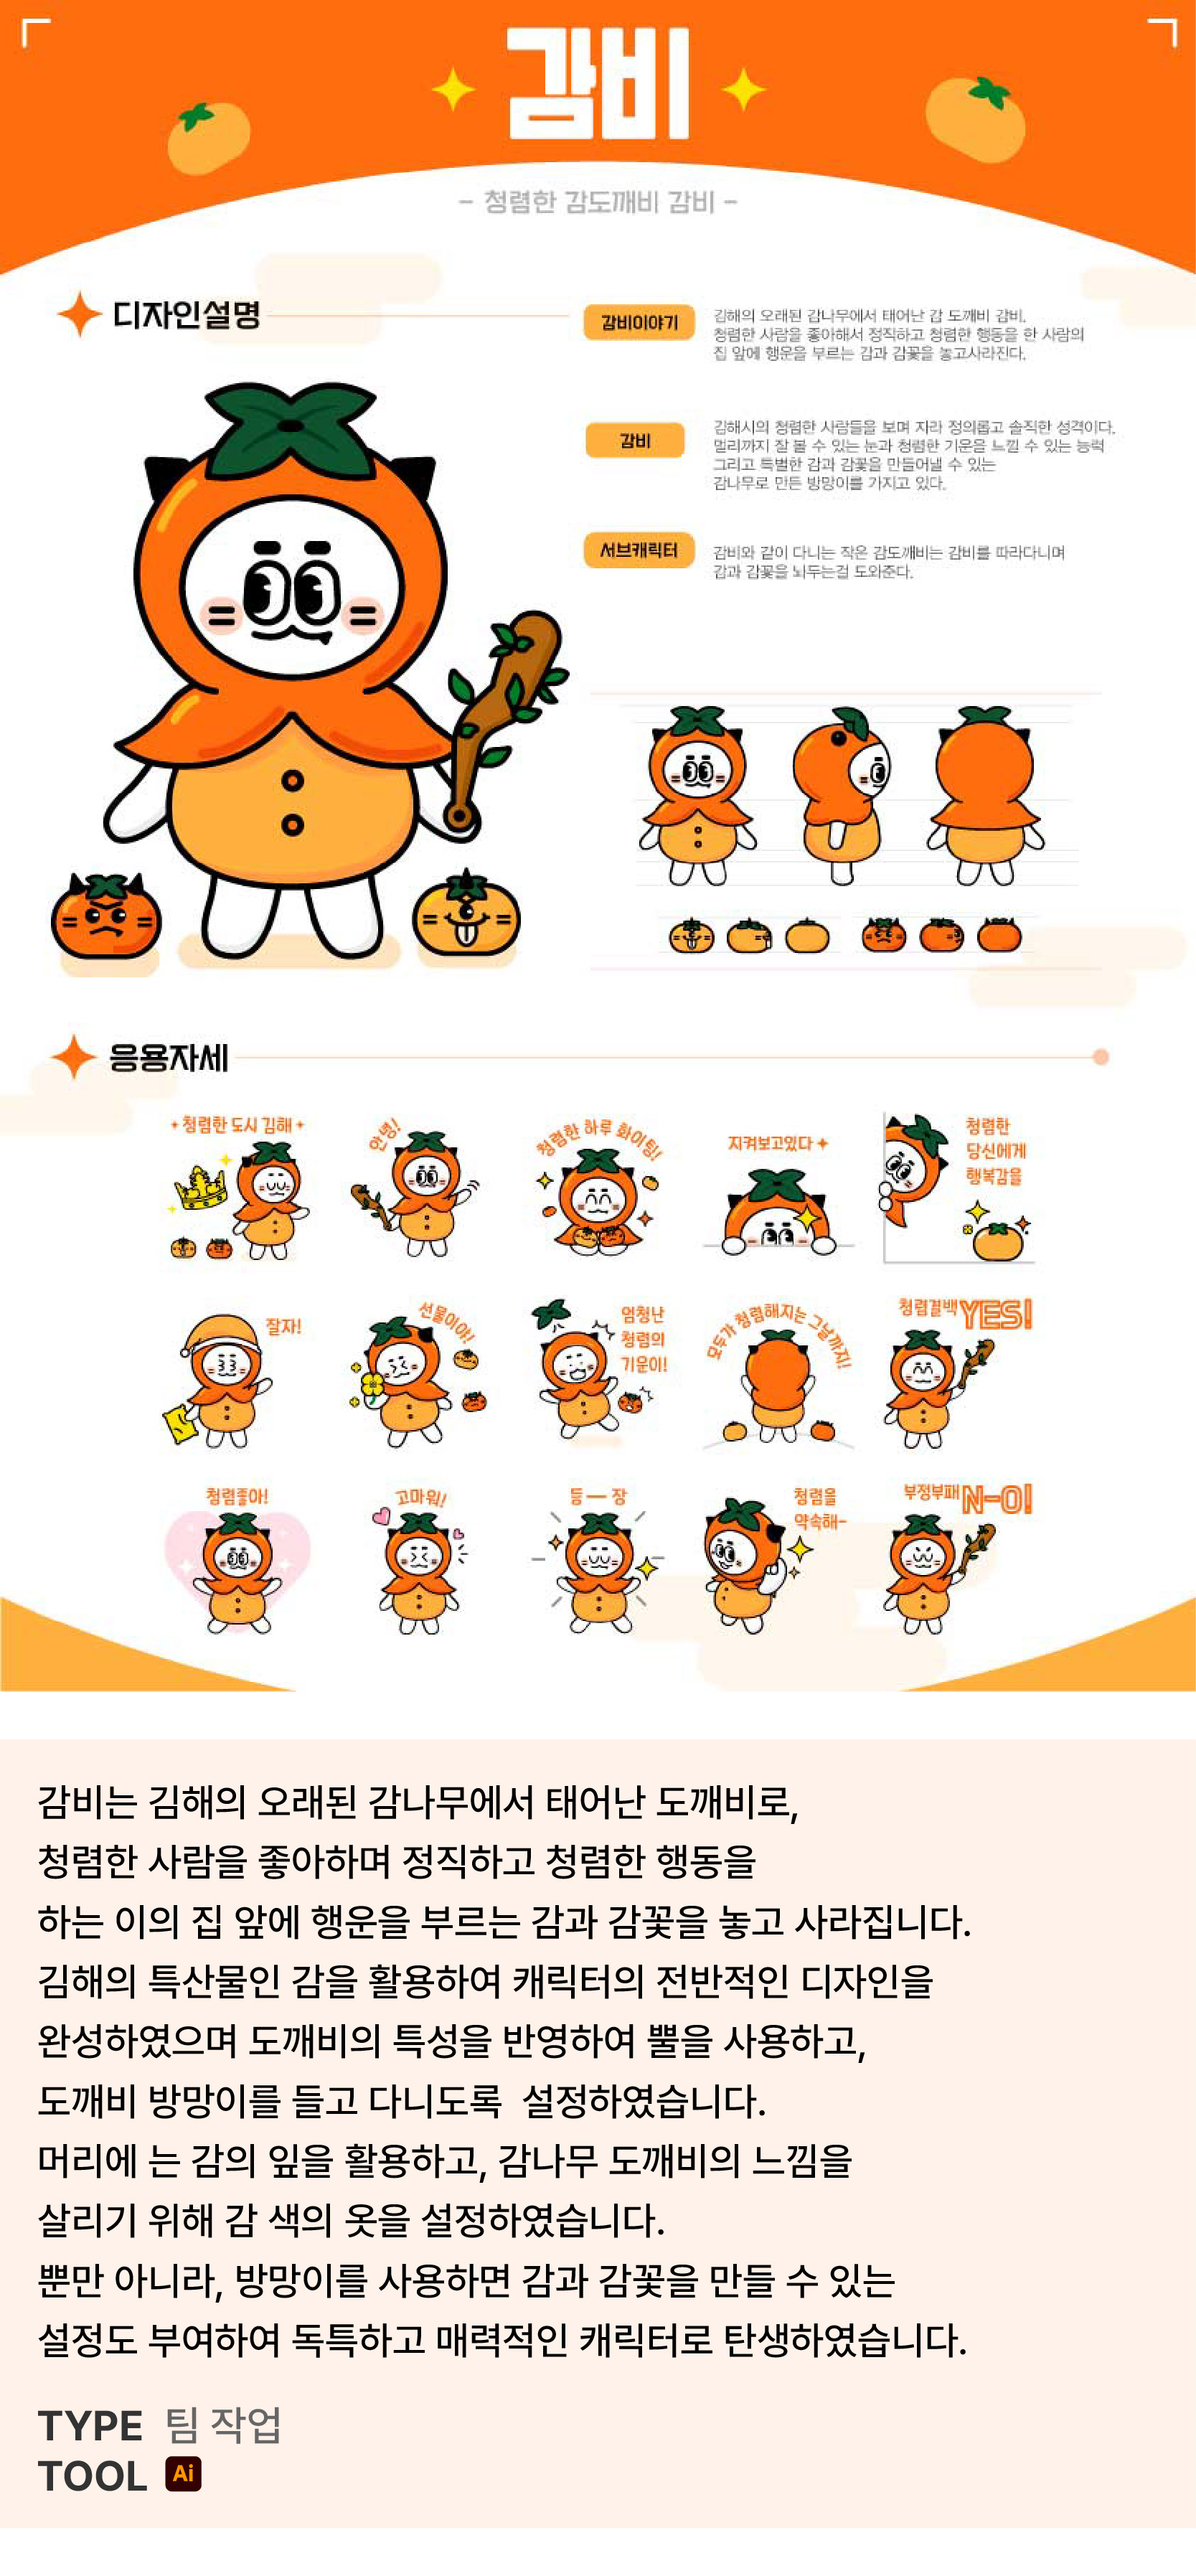 감비
- 청렴한 감도깨비 감비 -
디자인설명
감비이야기
김해의 오래된 감나무에서 태어난 감 도깨비 감비.
청렴한 사람을 좋아해서 정직하고 청렴한 행동을 한 사람의
집 앞에 행운을 부르는 감과 감꽃을 놓고사라진다.
감비
김해시의 청렴한 사람들을 보며 자라 정의롭고 솔직한 성격이다.
멀리까지 잘 볼 수 있는 눈과 청렴한 기운을 느낄 수 있는 능력
그리고 특별한 감과 감꽃을 만들어낼 수 있는
감나무로 만든 방망이를 가지고 있다.
서브캐릭터
감비와 같이 다니는 작은 감도깨비는 감비를 따라다니며
감과 감꽃을 놔두는걸 도와준다.
응용자세
청렴한 도시 김해
안녕!
청렴한 하루 화이팅!
지켜보고있다
청렴한
당신에게
행복감을
잘자!
선물이야!
엄청난
청렴의
기운이!
모두가 청렴해지는 그날까지!
청렴결백 YES!
청렴좋아!
고마워!
등 — 장
청렴을
약속해~
부정부패 N-O!
감비는 김해의 오래된 감나무에서 태어난 도깨비로,
청렴한 사람을 좋아하며 정직하고 청렴한 행동을
하는 이의 집 앞에 행운을 부르는 감과 감꽃을 놓고 사라집니다.
김해의 특산물인 감을 활용하여 캐릭터의 전반적인 디자인을
완성하였으며 도깨비의 특성을 반영하여 뿔을 사용하고,
도깨비 방망이를 들고 다니도록  설정하였습니다.
머리에 는 감의 잎을 활용하고, 감나무 도깨비의 느낌을
살리기 위해 감 색의 옷을 설정하였습니다.
뿐만 아니라, 방망이를 사용하면 감과 감꽃을 만들 수 있는
설정도 부여하여 독특하고 매력적인 캐릭터로 탄생하였습니다.
TYPE 팀 작업
TOOL Ai